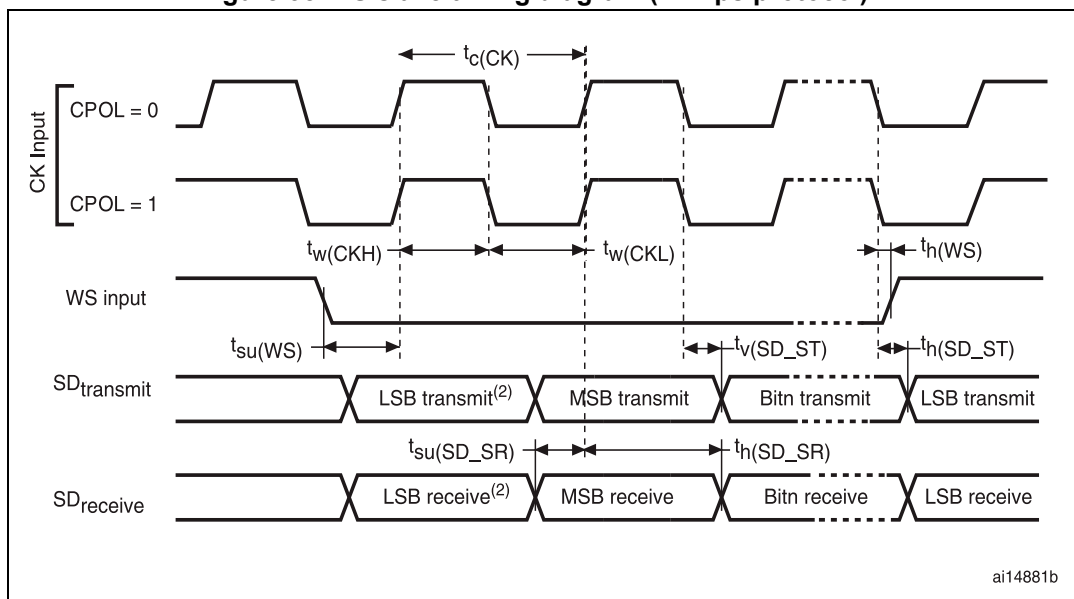 tc(CK)
CK Input
CPOL = 0
CPOL = 1
tw(CKH)
tw(CKL)
th(WS)
WS input
tsu(WS)
tv(SD_ST)
th(SD_ST)
SDtransmit
LSB transmit(2)
MSB transmit
Bitn transmit
LSB transmit
tsu(SD_SR)
th(SD_SR)
SDreceive
LSB receive(2)
MSB receive
Bitn receive
LSB receive
ai14881b